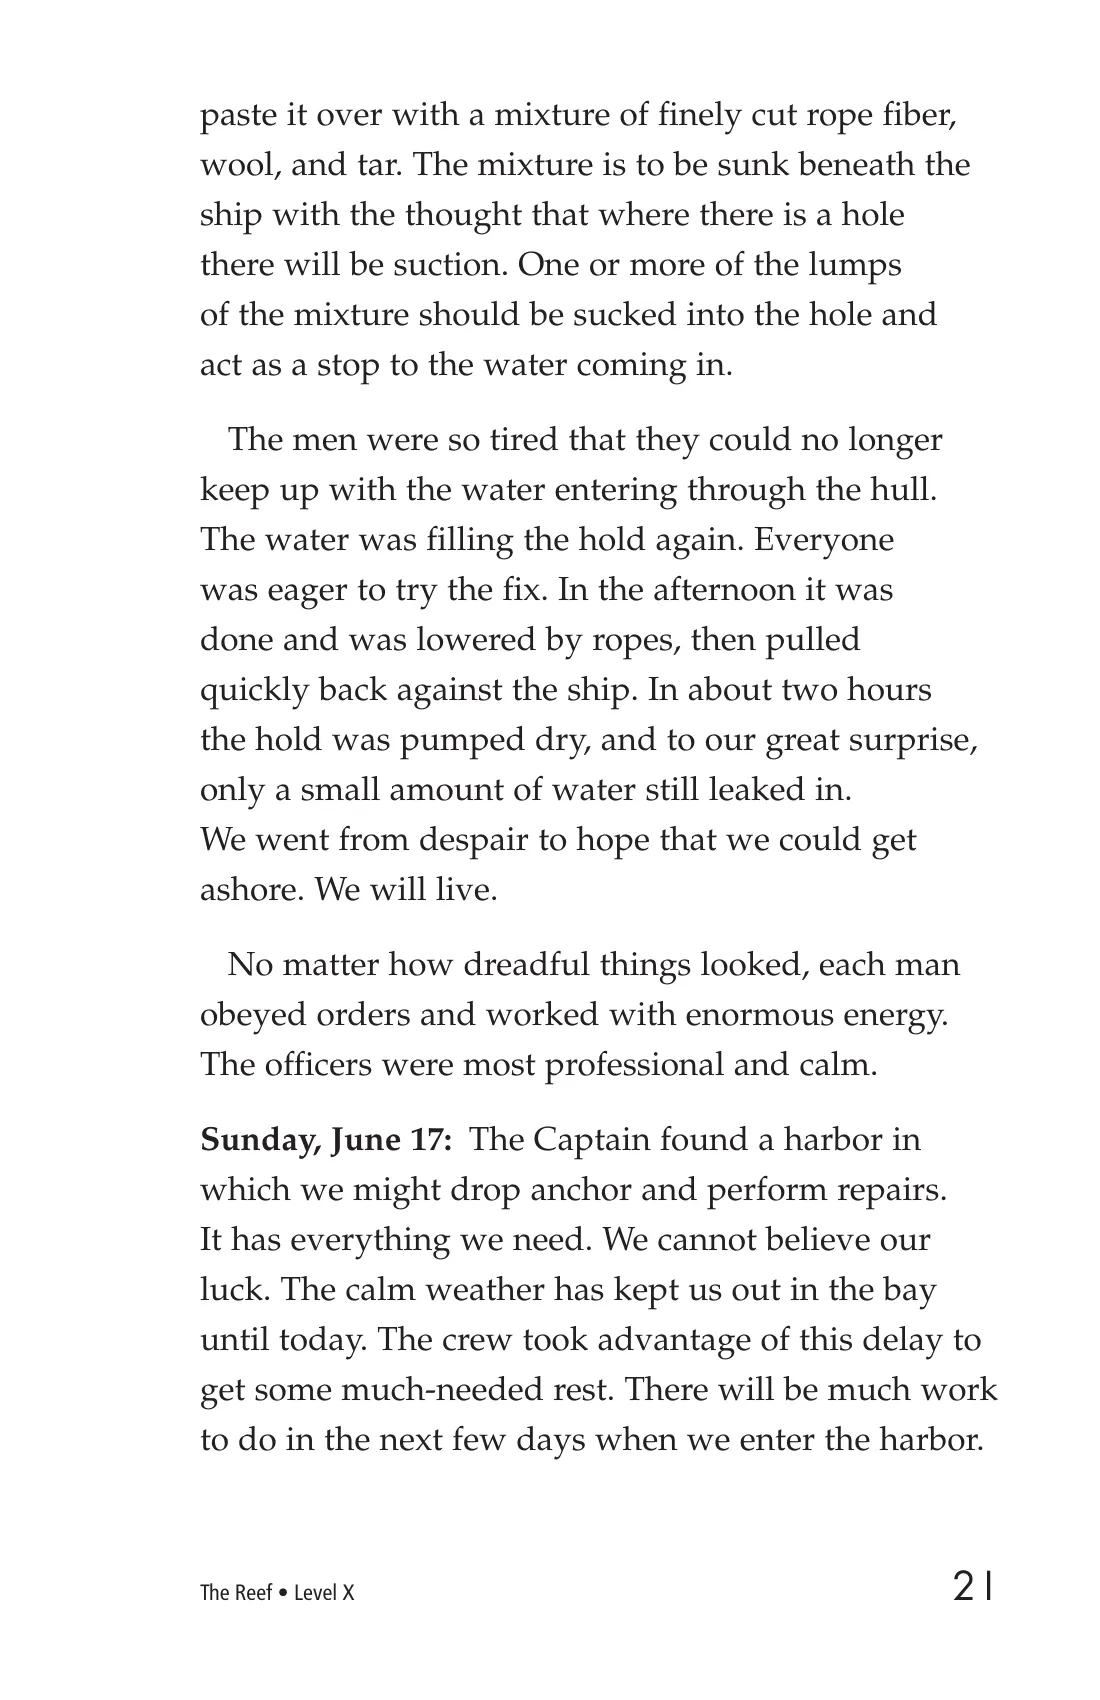 paste it over with a mixture of finely cut rope fiber,
wool, and tar. The mixture is to be sunk beneath the
ship with the thought that where there is a hole
there will be suction. One or more of the lumps
of the mixture should be sucked into the hole and
act as a stop to the water coming in.
The men were so tired that they could no longer
keep up with the water entering through the hull.
The water was filling the hold again. Everyone
was eager to try the fix. In the afternoon it was
done and was lowered by ropes, then pulled
quickly back against the ship. In about two hours
the hold was pumped dry, and to our great surprise,
only a small amount of water still leaked in.
We went from despair to hope that we could get
ashore. We will live.
No matter how dreadful things looked, each man
obeyed orders and worked with enormous energy.
The officers were most professional and calm.
Sunday, June 17: The Captain found a harbor in
which we might drop anchor and perform repairs.
It has everything we need. We cannot believe our
luck. The calm weather has kept us out in the bay
until today. The crew took advantage of this delay to
get some much-needed rest. There will be much work
to do in the next few days when we enter the harbor.
The Reef • Level X
21